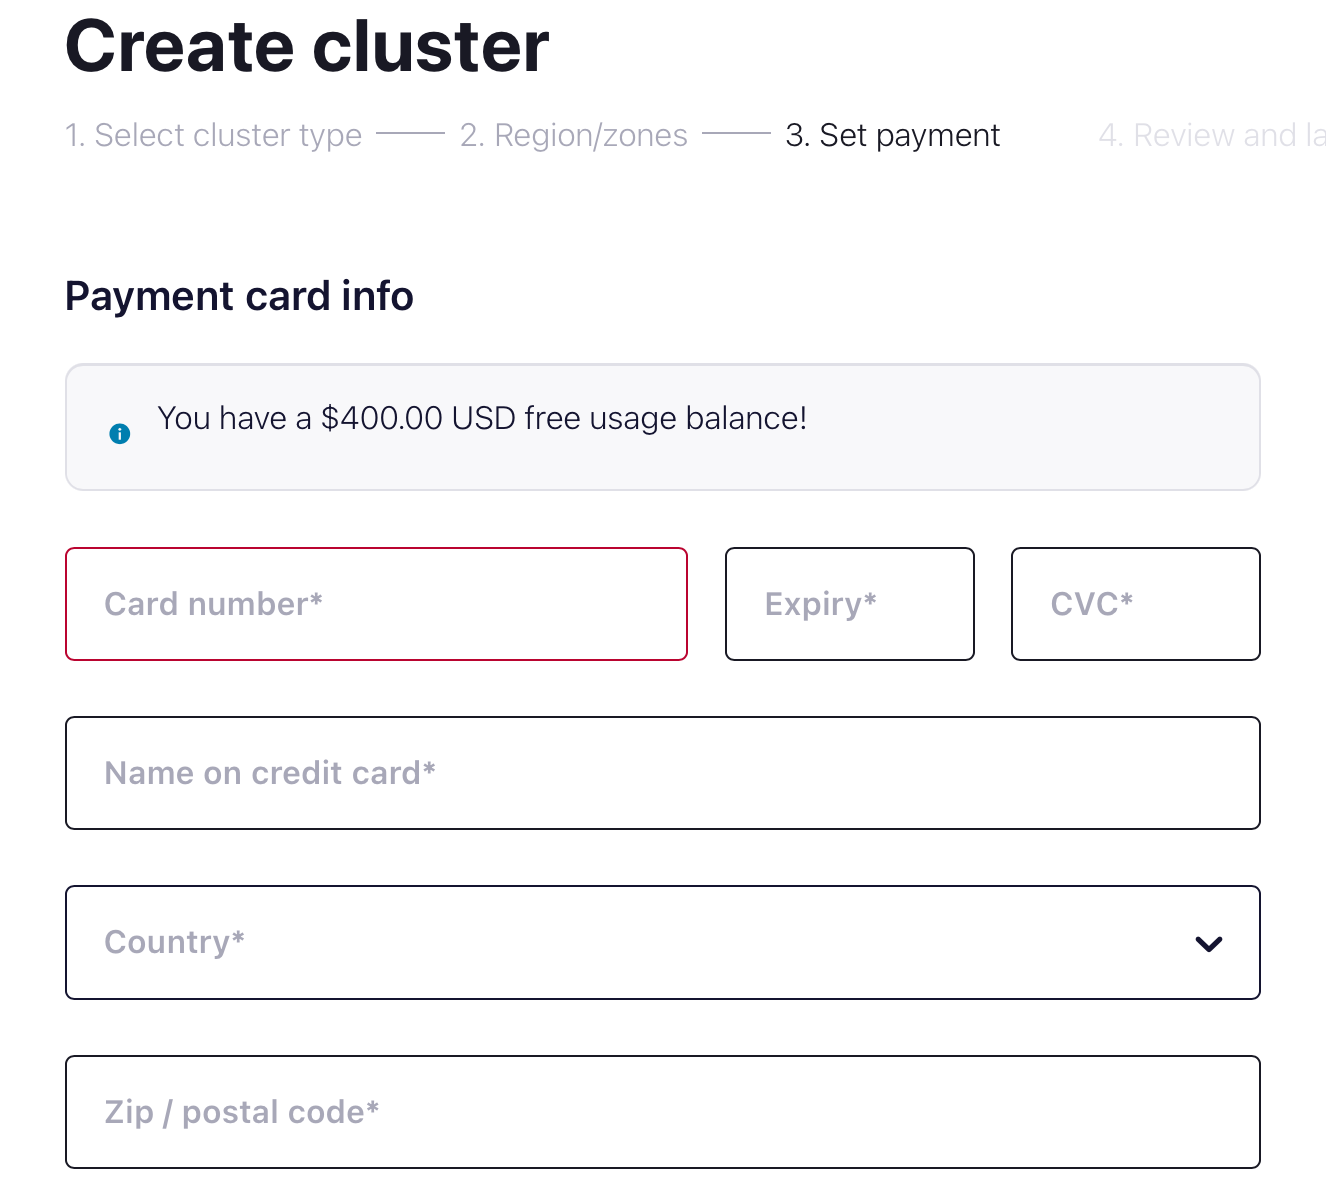 Create cluster
1. Select cluster type 2. Region/zones 3. Set payment 4. Review and la
Payment card info
You have a $400.00 USD free usage balance!
Card number* Expiry* CVC*
Name on credit card*
Country*
Zip / postal code*